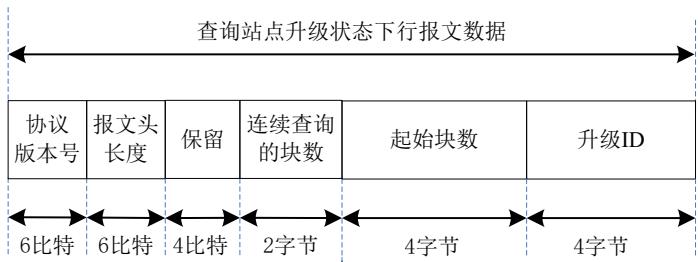 查询站点升级状态下行报文数据
协议
版本号
报文头
长度
保留
连续查询
的块数
起始块数
升级ID
6比特
6比特
4比特
2字节
4字节
4字节